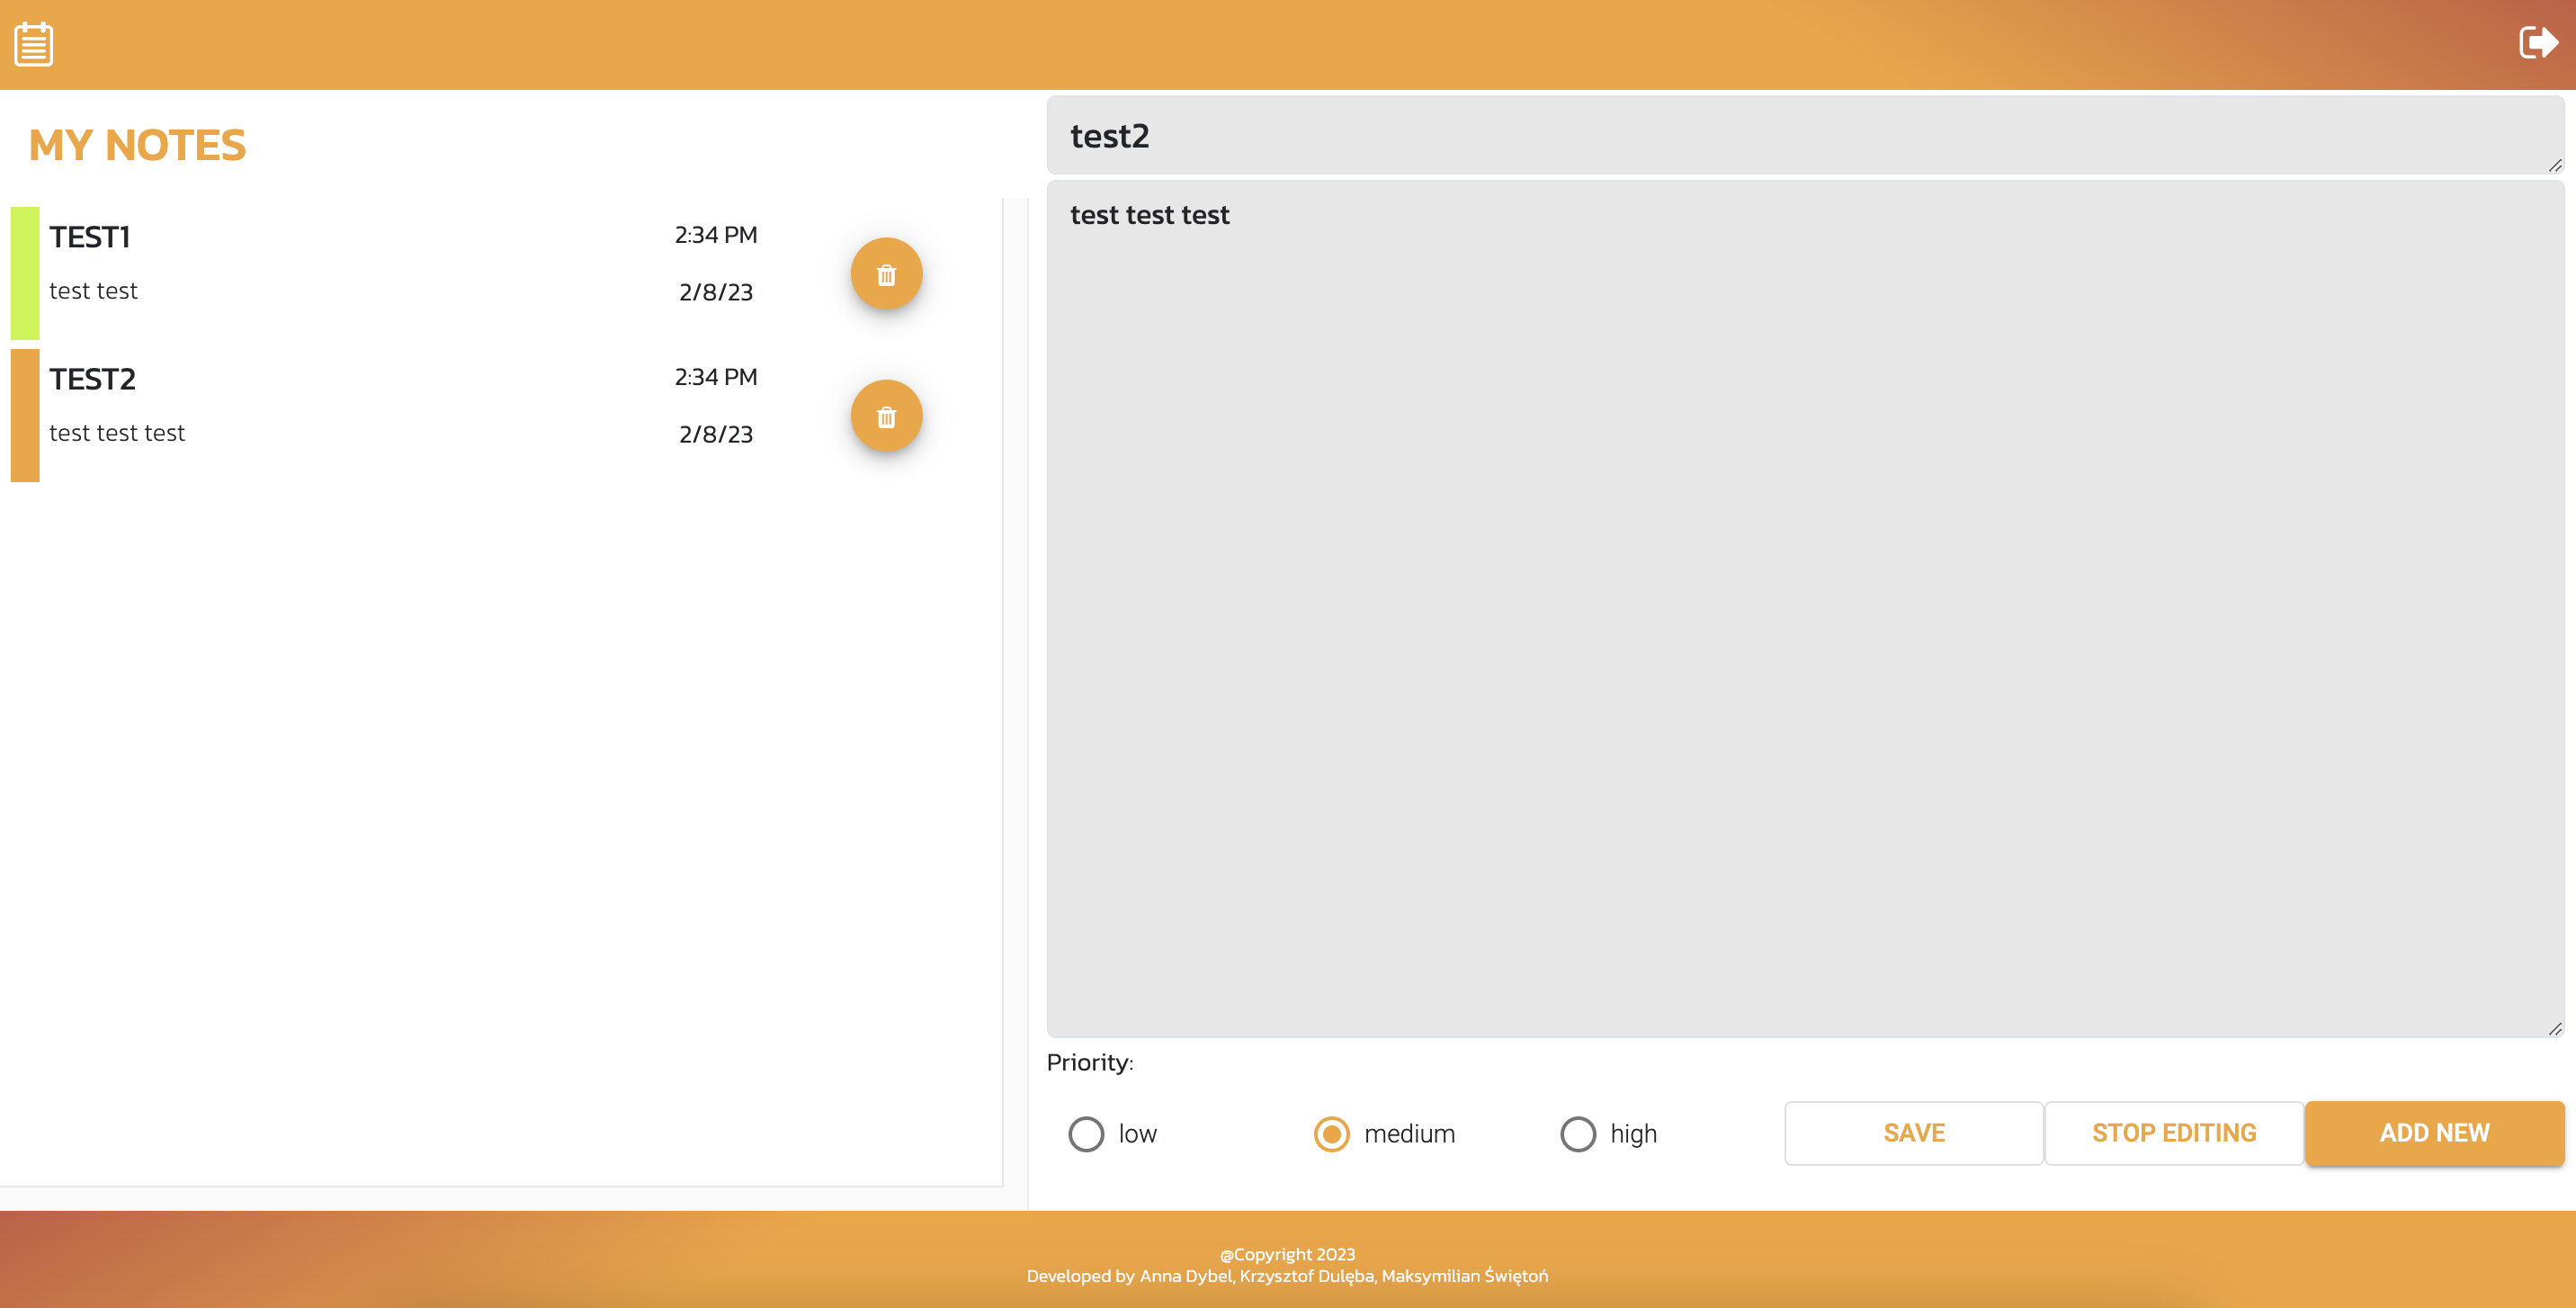 MY NOTES
TEST1
2:34 PM
test test
2/8/23
TEST2
2:34 PM
test test test
2/8/23
test2
test test test
Priority:
low
medium
high
SAVE
STOP EDITING
ADD NEW
@Copyright 2023
Developed by Anna Dybel, Krzysztof Dulęba, Maksymilian Świętoń